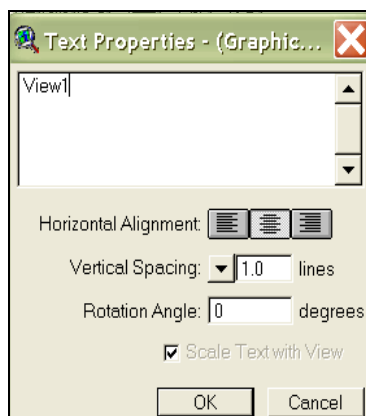 Text Properties - (Graphic...
View1
Horizontal Alignment:
Vertical Spacing: 1.0 lines
Rotation Angle: 0 degrees
Scale Text with View
OK Cancel